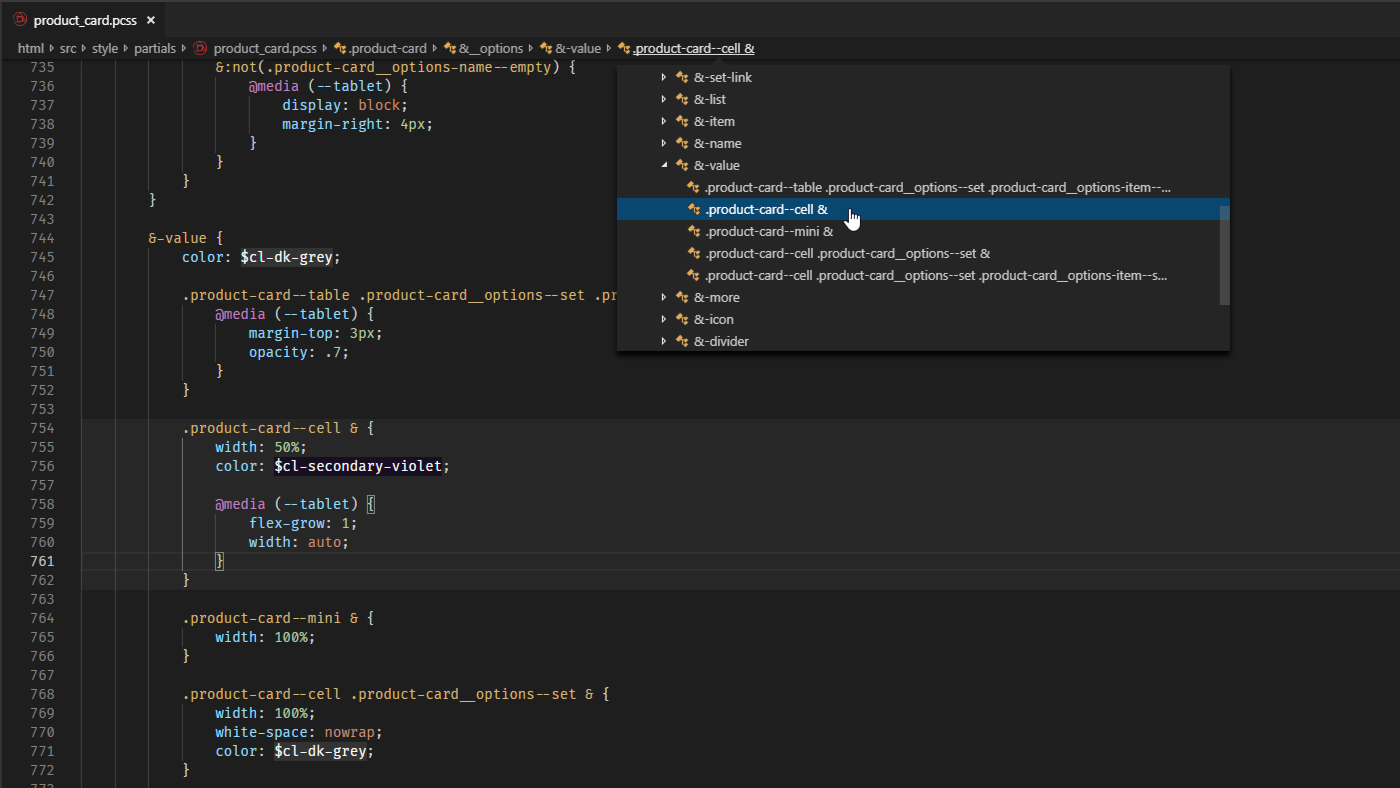 product_card.pcss ×
html src style partials product_card.pcss .product-card &__options &-value .product-card--cell &
735 &:not(.product-card__options-name--empty) {
736 @media (--tablet) {
737 display: block;
738 margin-right: 4px;
739 }
740 }
741 }
742 }
743
744 &-value {
745 color: $cl-dk-grey;
746
747 .product-card--table .product-card__options--set .pr
748 @media (--tablet) {
749 margin-top: 3px;
750 opacity: .7;
751 }
752 }
753
754 .product-card--cell & {
755 width: 50%;
756 color: $cl-secondary-violet;
757
758 @media (--tablet) {
759 flex-grow: 1;
760 width: auto;
761 }
762 }
763
764 .product-card--mini & {
765 width: 100%;
766 }
767
768 .product-card--cell .product-card__options--set & {
769 width: 100%;
770 white-space: nowrap;
771 color: $cl-dk-grey;
772 }
&-set-link
&-list
&-item
&-name
&-value
.product-card--table .product-card__options--set .product-card__options-item--...
.product-card--cell &
.product-card--mini &
.product-card--cell .product-card__options--set &
.product-card--cell .product-card__options--set .product-card__options-item--s...
&-more
&-icon
&-divider